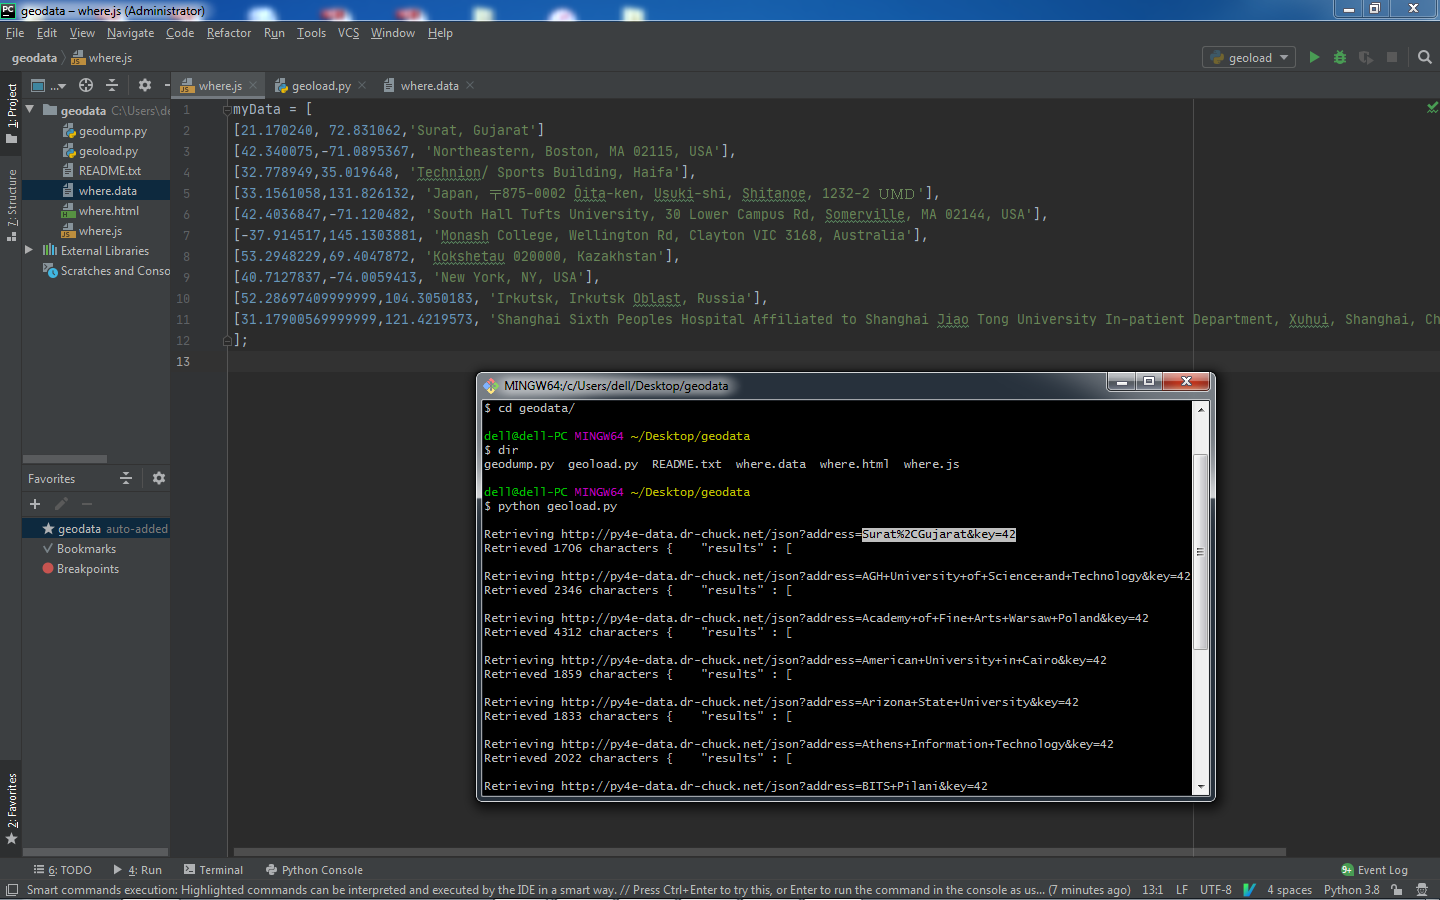 geodata – where.js (Administrator)
File Edit View Navigate Code Refactor Run Tools VCS Window Help
geodata where.js geoload
1: Project
... where.js geoload.py where.data
geodata C:\Users\de
geodump.py
geoload.py
README.txt
where.data
where.html
where.js
External Libraries
Scratches and Conso
7: Structure
1 myData = [
2 [21.170240, 72.831062,'Surat, Gujarat']
3 [42.340075,-71.0895367, 'Northeastern, Boston, MA 02115, USA'],
4 [32.778949,35.019648, 'Technion/ Sports Building, Haifa'],
5 [33.1561058,131.826132, 'Japan, 〒875-0002 Ōita-ken, Usuki-shi, Shitanoe, 1232-2 UMD'],
6 [42.4036847,-71.120482, 'South Hall Tufts University, 30 Lower Campus Rd, Somerville, MA 02144, USA'],
7 [-37.914517,145.1303881, 'Monash College, Wellington Rd, Clayton VIC 3168, Australia'],
8 [53.2948229,69.4047872, 'Kokshetau 020000, Kazakhstan'],
9 [40.7127837,-74.0059413, 'New York, NY, USA'],
10 [52.28697409999999,104.3050183, 'Irkutsk, Irkutsk Oblast, Russia'],
11 [31.17900569999999,121.4219573, 'Shanghai Sixth Peoples Hospital Affiliated to Shanghai Jiao Tong University In-patient Department, Xuhui, Shanghai, Ch
12 ];
13
Favorites
geodata auto-added
Bookmarks
Breakpoints
2: Favorites
MINGW64:/c/Users/dell/Desktop/geodata
$ cd geodata/
dell@dell-PC MINGW64 ~/Desktop/geodata
$ dir
geodump.py geoload.py README.txt where.data where.html where.js
dell@dell-PC MINGW64 ~/Desktop/geodata
$ python geoload.py
Retrieving http://py4e-data.dr-chuck.net/json?address=Surat%2CGujarat&key=42
Retrieved 1706 characters { "results" : [
Retrieving http://py4e-data.dr-chuck.net/json?address=AGH+University+of+Science+and+Technology&key=42
Retrieved 2346 characters { "results" : [
Retrieving http://py4e-data.dr-chuck.net/json?address=Academy+of+Fine+Arts+Warsaw+Poland&key=42
Retrieved 4312 characters { "results" : [
Retrieving http://py4e-data.dr-chuck.net/json?address=American+University+in+Cairo&key=42
Retrieved 1859 characters { "results" : [
Retrieving http://py4e-data.dr-chuck.net/json?address=Arizona+State+University&key=42
Retrieved 1833 characters { "results" : [
Retrieving http://py4e-data.dr-chuck.net/json?address=Athens+Information+Technology&key=42
Retrieved 2022 characters { "results" : [
Retrieving http://py4e-data.dr-chuck.net/json?address=BITS+Pilani&key=42
6: TODO 4: Run Terminal Python Console 9+ Event Log
Smart commands execution: Highlighted commands can be interpreted and executed by the IDE in a smart way. // Press Ctrl+Enter to try this, or Enter to run the command in the console as us... (7 minutes ago) 13:1 LF UTF-8 4 spaces Python 3.8